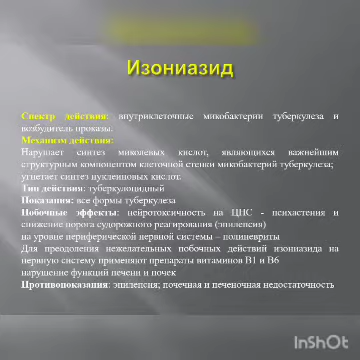 Изониазид
Спектр действия: внутриклеточные микобактерии туберкулеза и
возбудитель проказы.
Механизм действия:
Нарушает синтез миколевых кислот, являющихся важнейшим
структурным компонентом клеточной стенки микобактерий туберкулеза;
угнетает синтез нуклеиновых кислот.
Тип действия: туберкулоцидный
Показания: все формы туберкулеза
Побочные эффекты: нейротоксичность на ЦНС - психастения и
снижение порога судорожного реагирования (эпилепсия)
на уровне периферической нервной системы – полиневриты
Для преодоления нежелательных побочных действий изониазида на
нервную систему применяют препараты витаминов В1 и В6
нарушение функций печени и почек
Противопоказания: эпилепсия; почечная и печеночная недостаточность
InShOt